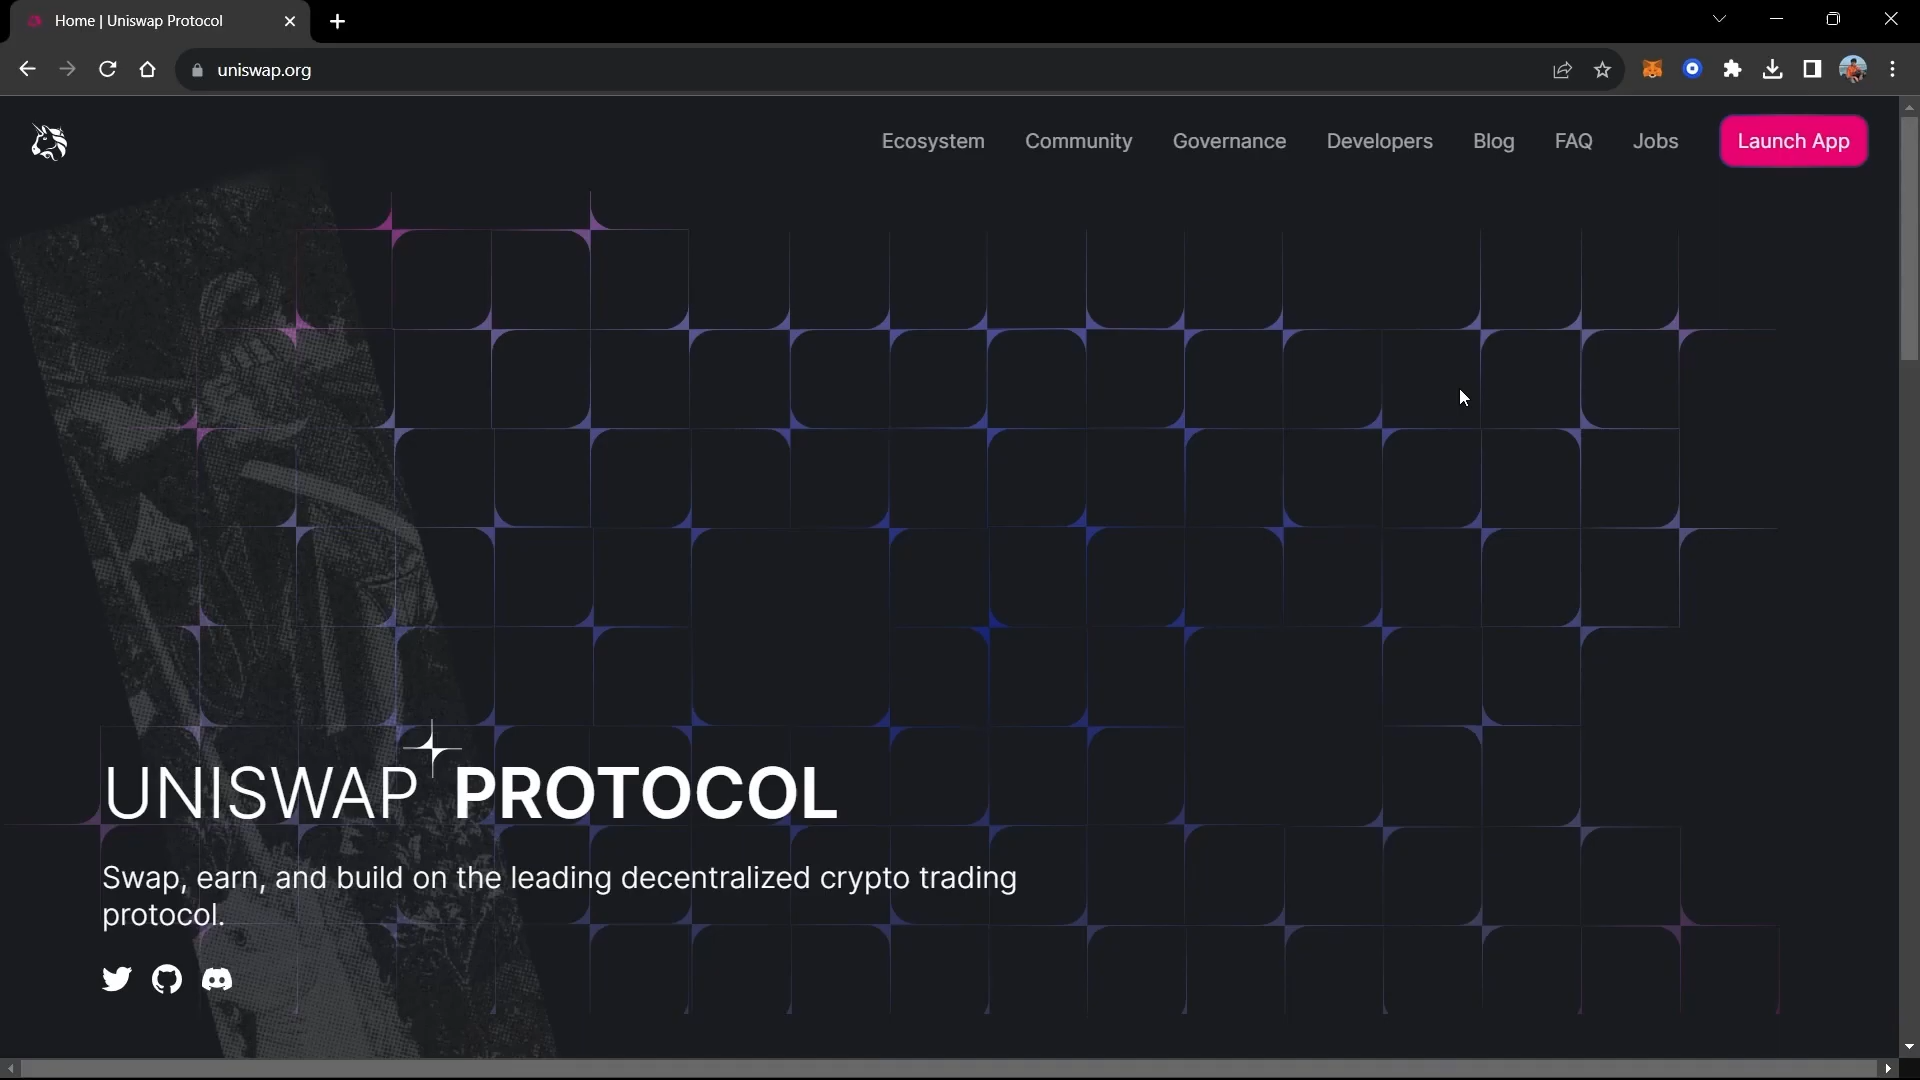 Home | Uniswap Protocol
uniswap.org
Ecosystem Community Governance Developers Blog FAQ Jobs Launch App
UNISWAP PROTOCOL
Swap, earn, and build on the leading decentralized crypto trading
protocol.